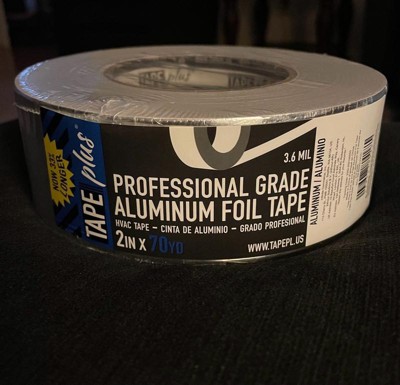 NOW 33%
LONGER
TAPE plus
3.6 MIL
PROFESSIONAL GRADE
ALUMINUM FOIL TAPE
HVAC TAPE – CINTA DE ALUMINIO – GRADO PROFESIONAL
2IN X 70YD
WWW.TAPEPL.US
ALUMINUM / ALUMINIO